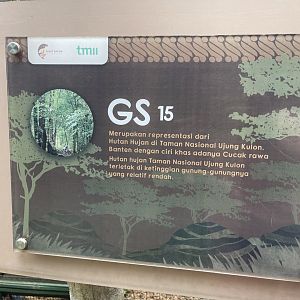 tmii
GS 15
Merupakan representasi dari
Hutan Hujan di Taman Nasional Ujung Kulon,
Banten dengan ciri khas adanya Cucak rawa
Hutan hujan Taman Nasional Ujung Kulon
terletak di ketinggian gunung-gunungnya
yang relatif rendah.